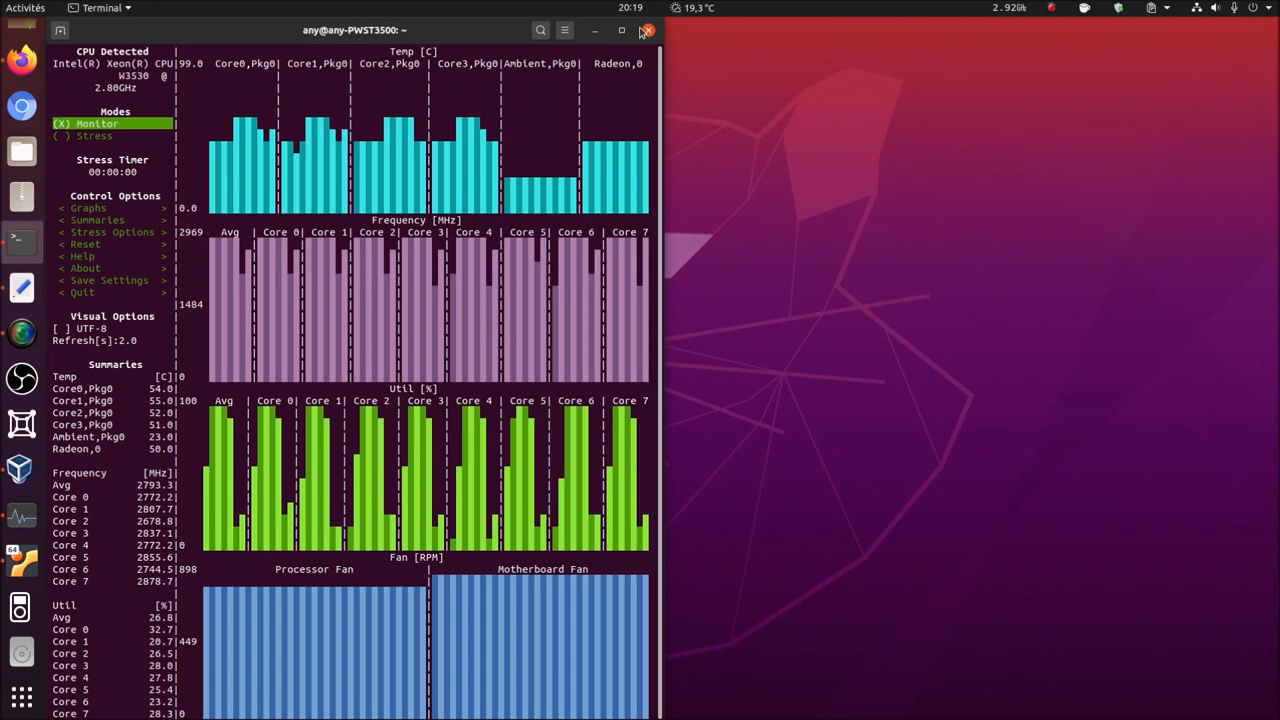 Activités
Terminal
20:19
19,3°C
2.92GHz
any@any-PWST3500: ~
CPU Detected
Intel(R) Xeon(R) CPU
W3530 @
2.80GHz
Modes
(X) Monitor
( ) Stress
Stress Timer
00:00:00
Control Options
< Graphs >
< Summaries >
< Stress Options >
< Reset >
< Help >
< About >
< Save Settings >
< Quit >
Visual Options
[ ] UTF-8
Refresh[s]:2.0
Summaries
Temp [C]
Core0,Pkg0 54.0
Core1,Pkg0 55.0
Core2,Pkg0 52.0
Core3,Pkg0 51.0
Ambient,Pkg0 23.0
Radeon,0 50.0
Frequency [MHz]
Avg 2793.3
Core 0 2772.2
Core 1 2807.7
Core 2 2678.8
Core 3 2837.1
Core 4 2772.2
Core 5 2855.6
Core 6 2744.5
Core 7 2878.7
Util [%]
Avg 26.8
Core 0 32.7
Core 1 20.7
Core 2 26.5
Core 3 28.0
Core 4 27.8
Core 5 25.4
Core 6 23.2
Core 7 28.3
Temp [C]
99.0 Core0,Pkg0 Core1,Pkg0 Core2,Pkg0 Core3,Pkg0 Ambient,Pkg0 Radeon,0
0.0
Frequency [MHz]
2969 Avg Core 0 Core 1 Core 2 Core 3 Core 4 Core 5 Core 6 Core 7
1484
0
Util [%]
100 Avg Core 0 Core 1 Core 2 Core 3 Core 4 Core 5 Core 6 Core 7
0
Fan [RPM]
898 Processor Fan Motherboard Fan
449
0
64